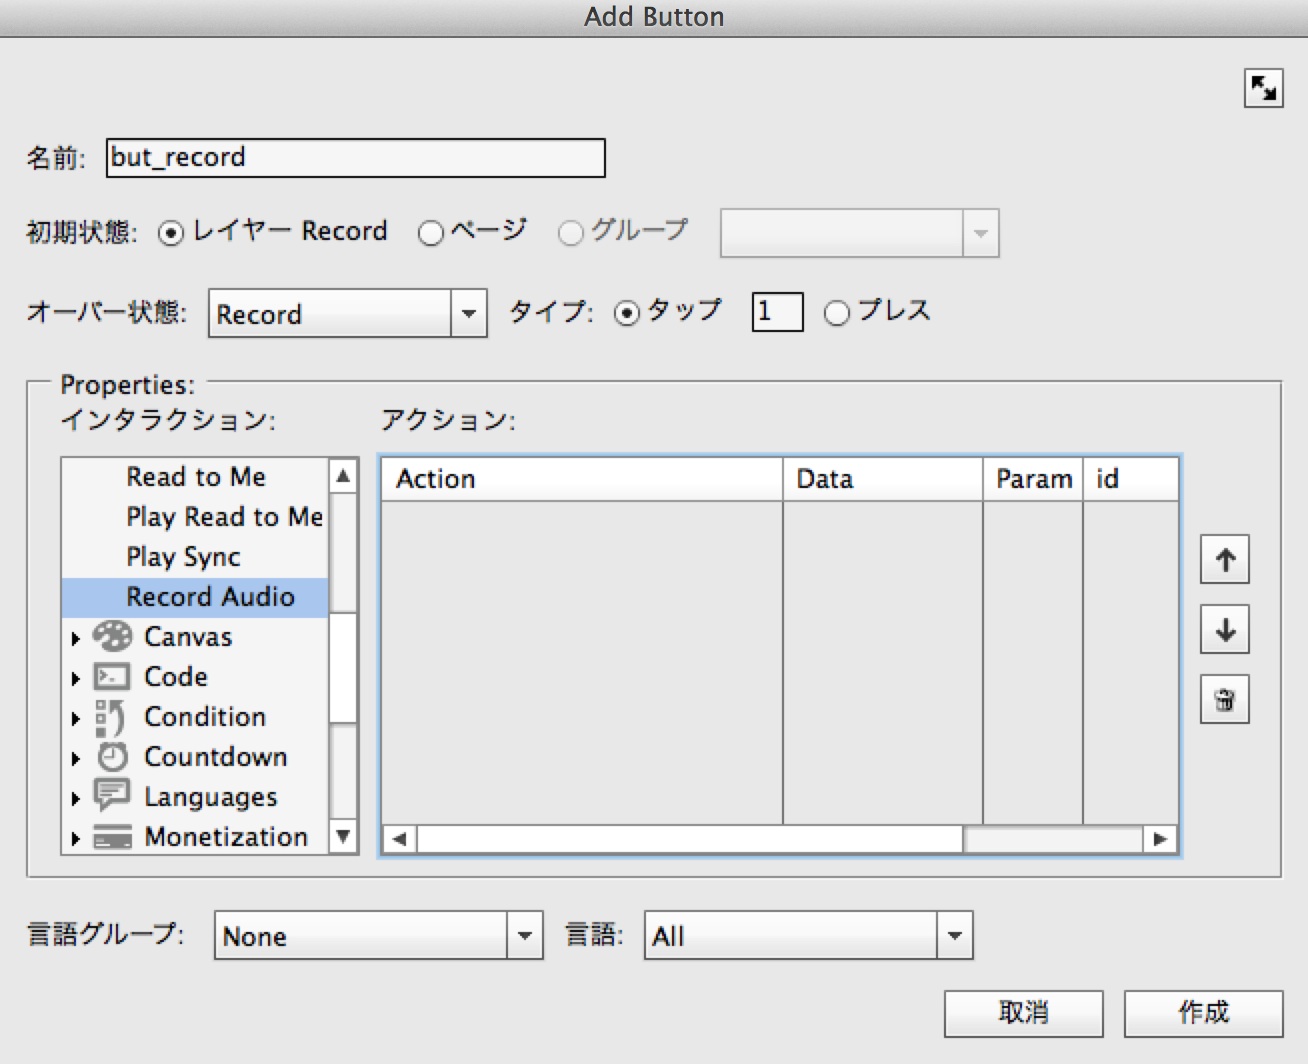 Add Button
名前: but_record
初期状態: レイヤー Record ページ グループ
オーバー状態: Record タイプ: タップ 1 プレス
Properties:
インタラクション: アクション:
Read to Me
Play Read to Me
Play Sync
Record Audio
Canvas
Code
Condition
Countdown
Languages
Monetization
Action Data Param id
言語グループ: None 言語: All
取消 作成